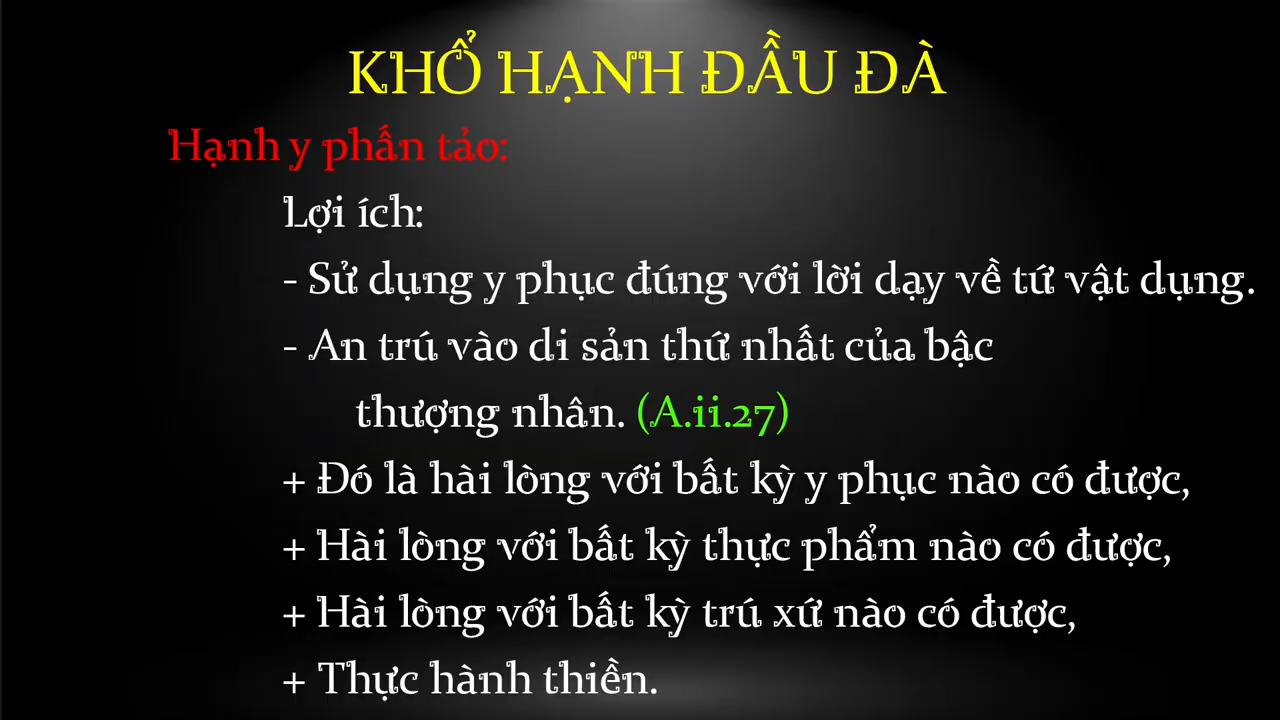 KHỔ HẠNH ĐẦU ĐÀ
Hạnh y phấn tảo:
Lợi ích:
- Sử dụng y phục đúng với lời dạy về tứ vật dụng.
- An trú vào di sản thứ nhất của bậc
thượng nhân. (A.ii.27)
+ Đó là hài lòng với bất kỳ y phục nào có được,
+ Hài lòng với bất kỳ thực phẩm nào có được,
+ Hài lòng với bất kỳ trú xứ nào có được,
+ Thực hành thiền.